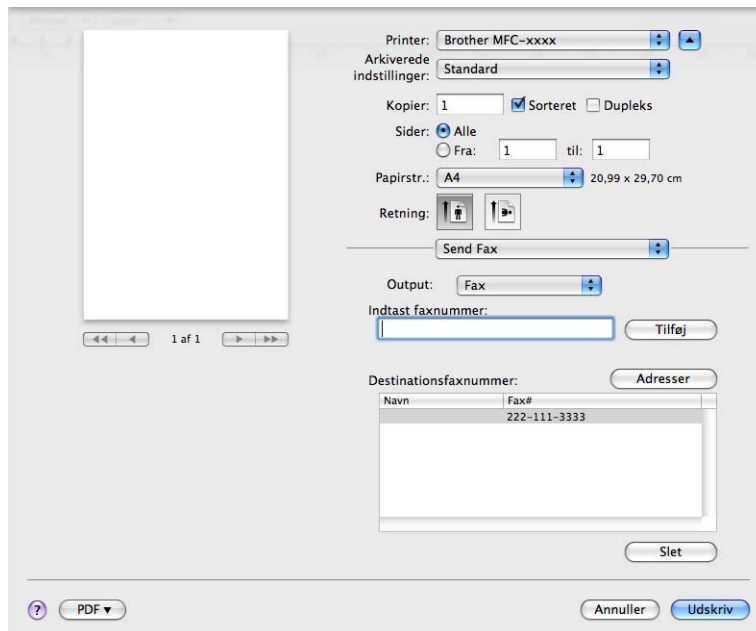 Printer: Brother MFC-xxxx
Arkiverede
indstillinger: Standard
Kopier: 1 Sorteret Dupleks
Sider: Alle
Fra: 1 til: 1
Papirstr.: A4 20,99 x 29,70 cm
Retning:
Send Fax
Output: Fax
Indtast faxnummer:
Tilføj
1 af 1
Destinationsfaxnummer: Adresser
Navn Fax#
222-111-3333
Slet
? PDF Annuller Udskriv